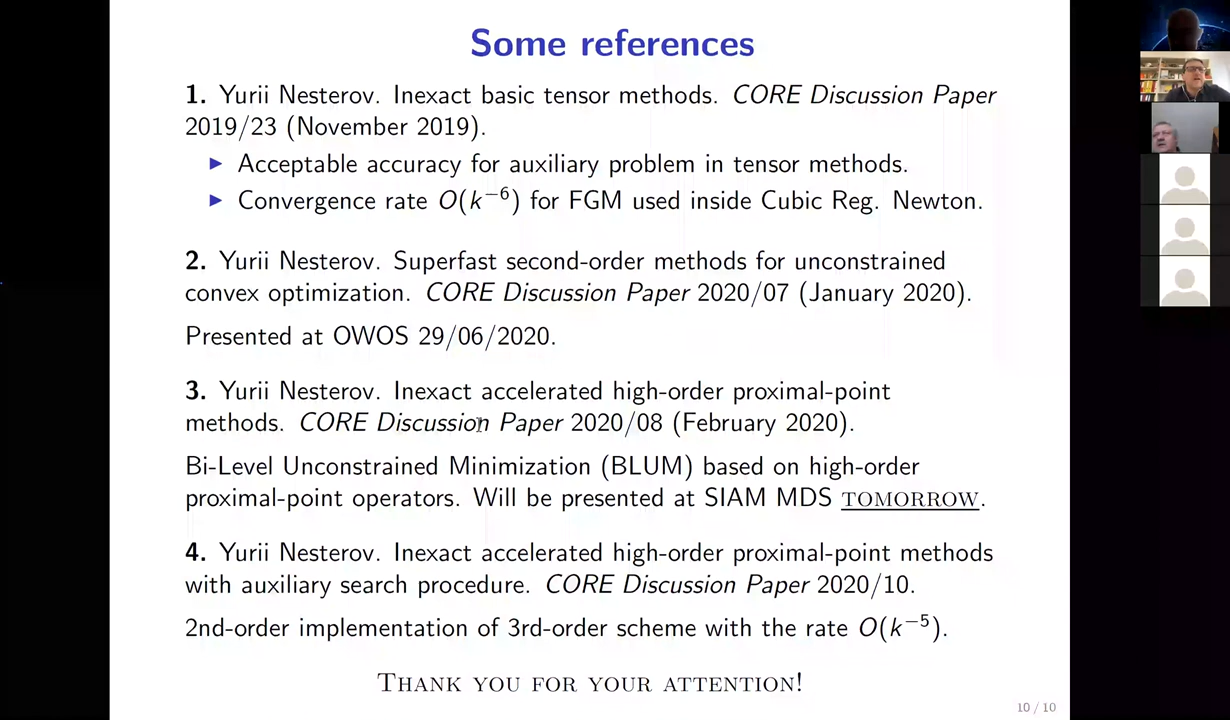 Some references
1. Yurii Nesterov. Inexact basic tensor methods. CORE Discussion Paper
2019/23 (November 2019).
▶ Acceptable accuracy for auxiliary problem in tensor methods.
▶ Convergence rate O(k⁻⁶) for FGM used inside Cubic Reg. Newton.
2. Yurii Nesterov. Superfast second-order methods for unconstrained
convex optimization. CORE Discussion Paper 2020/07 (January 2020).
Presented at OWOS 29/06/2020.
3. Yurii Nesterov. Inexact accelerated high-order proximal-point
methods. CORE Discussion Paper 2020/08 (February 2020).
Bi-Level Unconstrained Minimization (BLUM) based on high-order
proximal-point operators. Will be presented at SIAM MDS TOMORROW.
4. Yurii Nesterov. Inexact accelerated high-order proximal-point methods
with auxiliary search procedure. CORE Discussion Paper 2020/10.
2nd-order implementation of 3rd-order scheme with the rate O(k⁻⁵).
THANK YOU FOR YOUR ATTENTION!
10 / 10